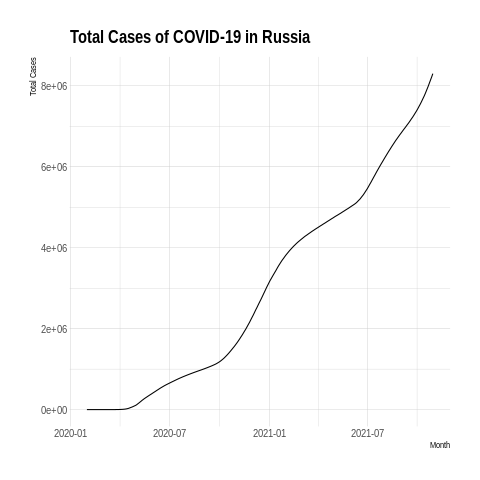 Total Cases of COVID-19 in Russia
Total Cases
8e+06
6e+06
4e+06
2e+06
0e+00
2020-01 2020-07 2021-01 2021-07
Month